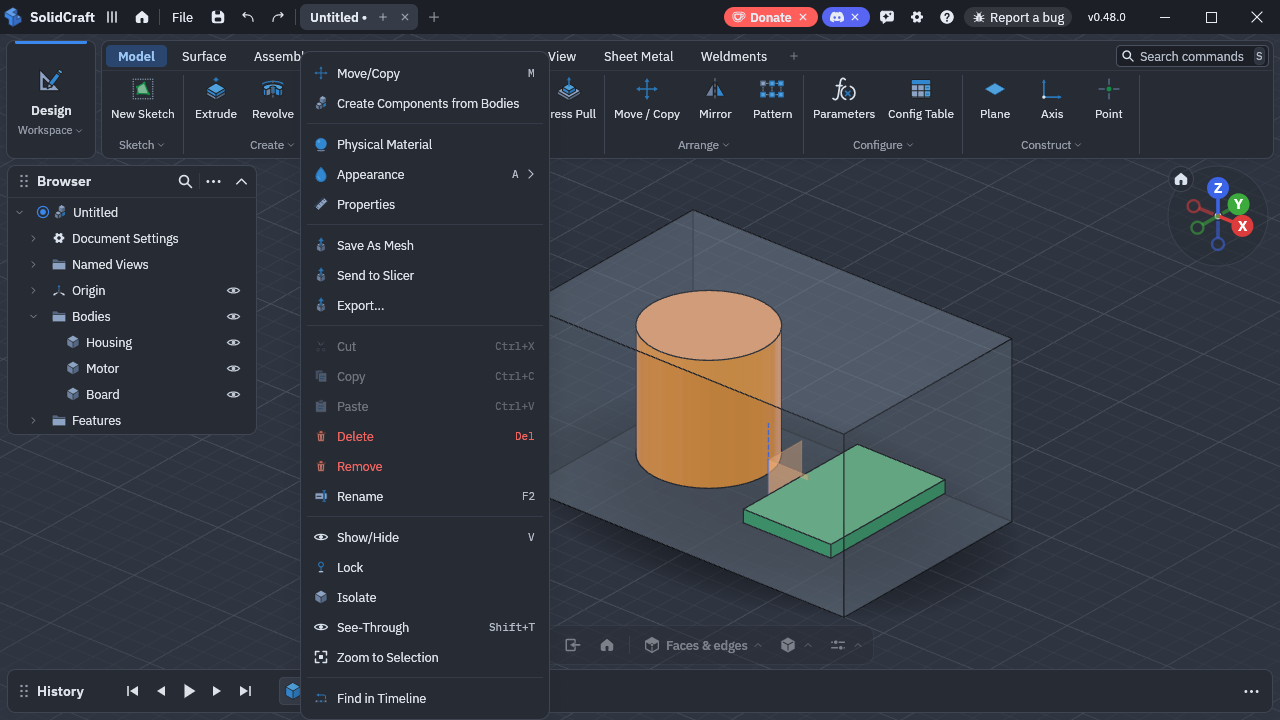 SolidCraft
File
Untitled •
Donate
Report a bug
v0.48.0
Design
Workspace
Model
Surface
View
Sheet Metal
Weldments
Search commands
S
New Sketch
Extrude
Revolve
Move / Copy
Mirror
Pattern
Parameters
Config Table
Plane
Axis
Point
Sketch
Create
Arrange
Configure
Construct
Browser
Untitled
Document Settings
Named Views
Origin
Bodies
Housing
Motor
Board
Features
Move/Copy M
Create Components from Bodies
Physical Material
Appearance A
Properties
Save As Mesh
Send to Slicer
Export...
Cut Ctrl+X
Copy Ctrl+C
Paste Ctrl+V
Delete Del
Remove
Rename F2
Show/Hide V
Lock
Isolate
See-Through Shift+T
Zoom to Selection
Find in Timeline
Z
Y
X
Faces & edges
History